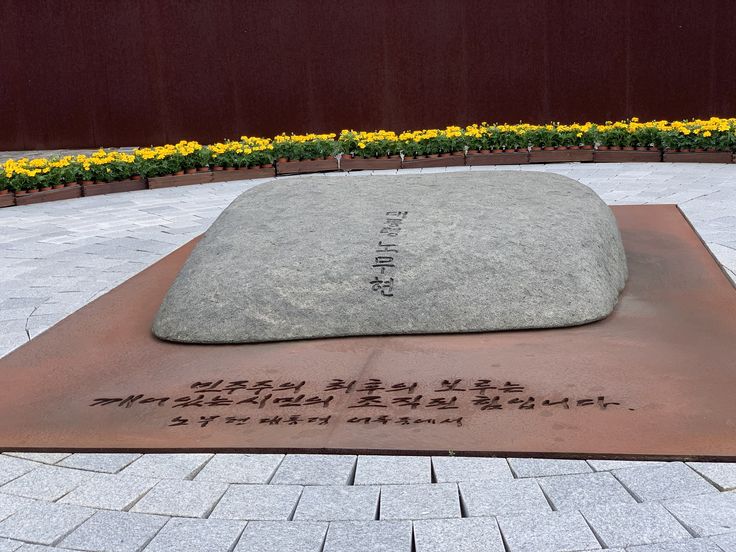 대통령 노무현
민주주의 최후의 보루는
깨어있는 시민의 조직된 힘입니다.
노무현 대통령 어록에서